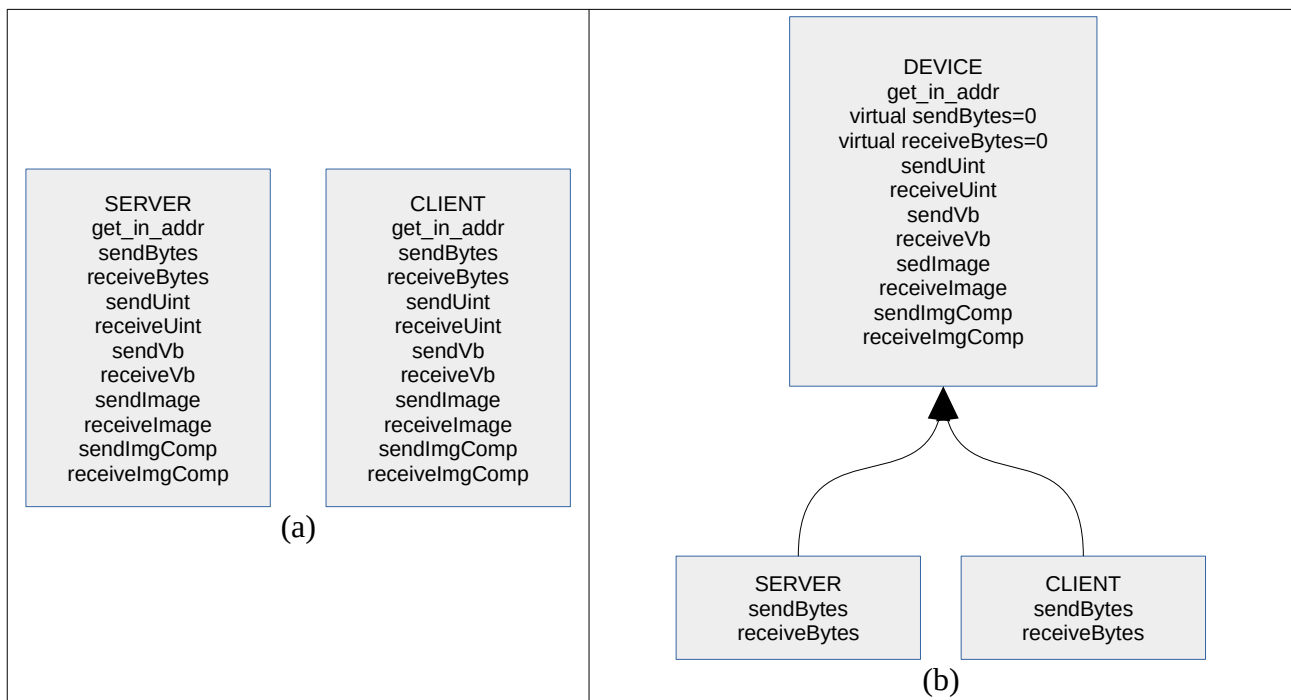 SERVER
get_in_addr
sendBytes
receiveBytes
sendUint
receiveUint
sendVb
receiveVb
sendImage
receiveImage
sendImgComp
receiveImgComp
CLIENT
get_in_addr
sendBytes
receiveBytes
sendUint
receiveUint
sendVb
receiveVb
sendImage
receiveImage
sendImgComp
receiveImgComp
(a)
DEVICE
get_in_addr
virtual sendBytes=0
virtual receiveBytes=0
sendUint
receiveUint
sendVb
receiveVb
sedImage
receiveImage
sendImgComp
receiveImgComp
SERVER
sendBytes
receiveBytes
CLIENT
sendBytes
receiveBytes
(b)